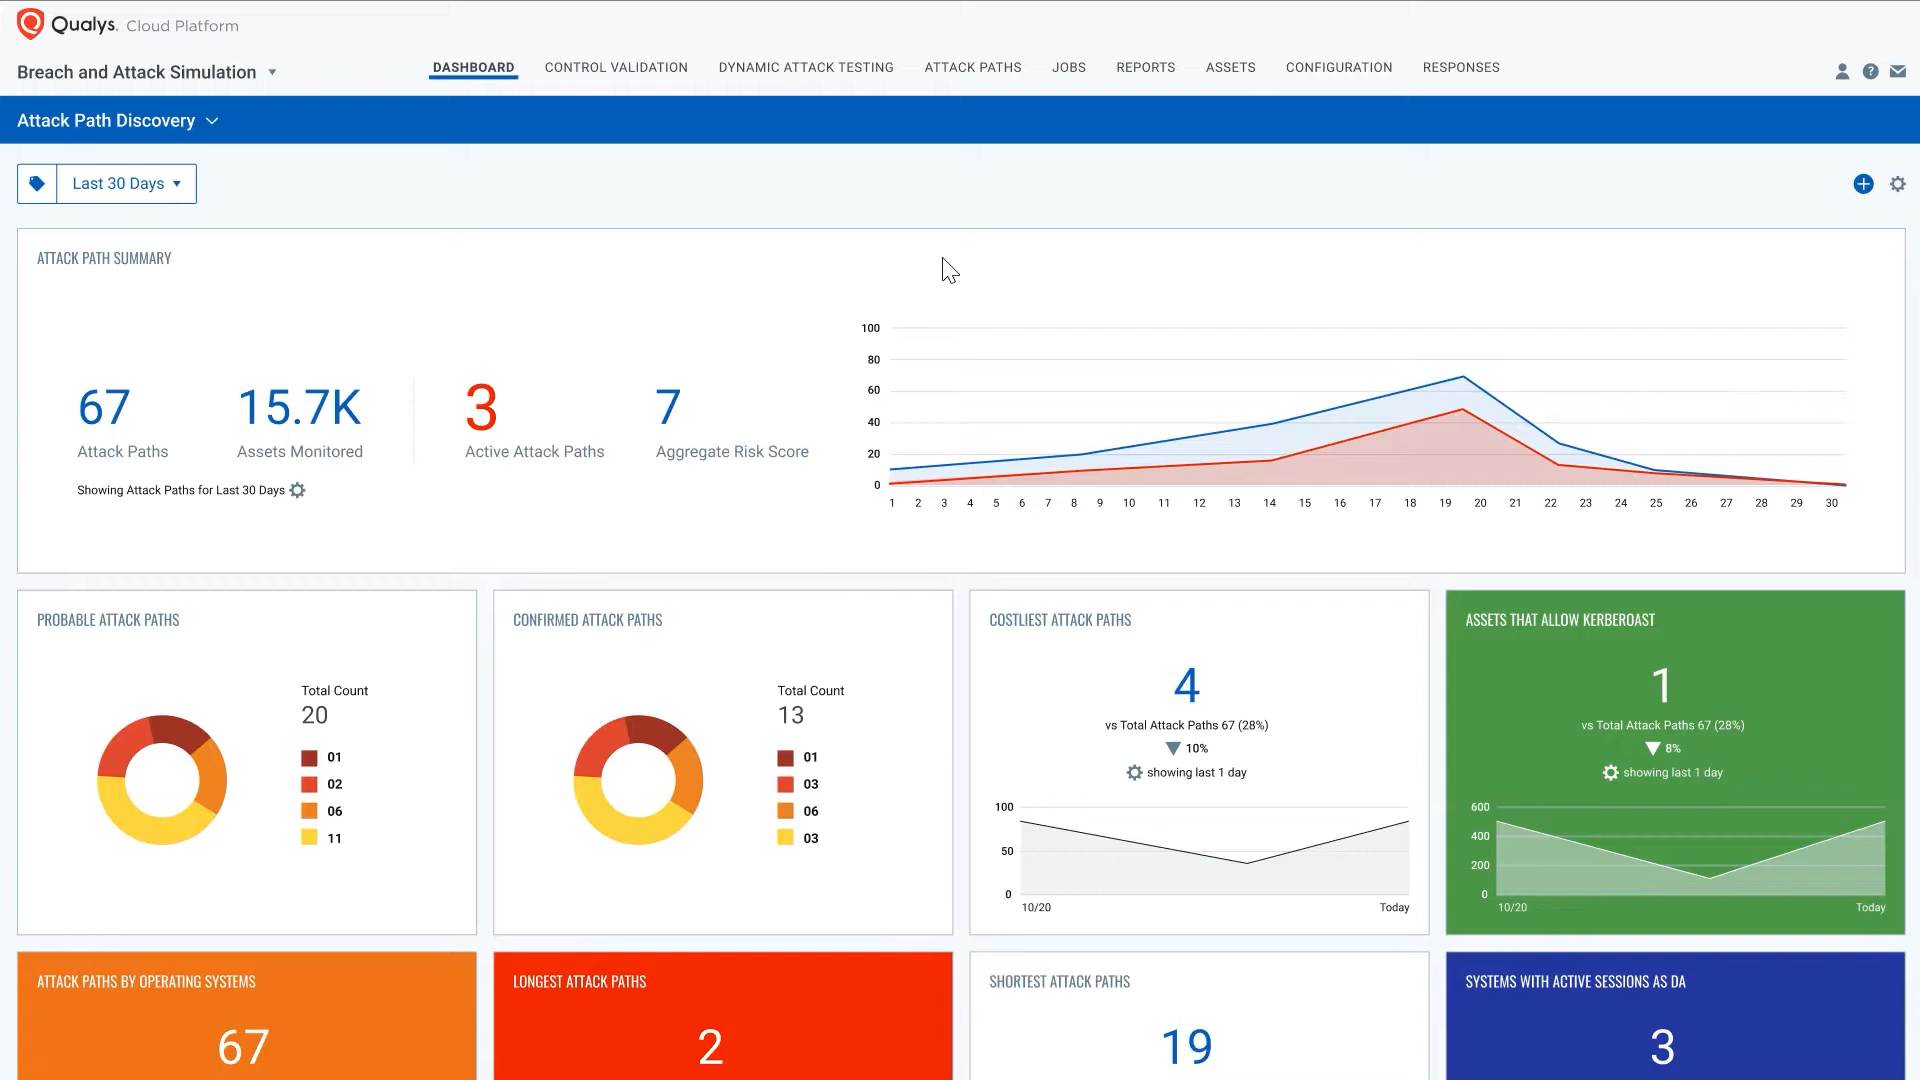 Qualys. Cloud Platform
Breach and Attack Simulation
DASHBOARD CONTROL VALIDATION DYNAMIC ATTACK TESTING ATTACK PATHS JOBS REPORTS ASSETS CONFIGURATION RESPONSES
Attack Path Discovery
Last 30 Days
ATTACK PATH SUMMARY
67 15.7K 3 7
Attack Paths Assets Monitored Active Attack Paths Aggregate Risk Score
Showing Attack Paths for Last 30 Days
100
80
60
40
20
0
1 2 3 4 5 6 7 8 9 10 11 12 13 14 15 16 17 18 19 20 21 22 23 24 25 26 27 28 29 30
PROBABLE ATTACK PATHS
Total Count
20
01
02
06
11
CONFIRMED ATTACK PATHS
Total Count
13
01
03
06
03
COSTLIEST ATTACK PATHS
4
vs Total Attack Paths 67 (28%)
10%
showing last 1 day
100
50
0
10/20 Today
ASSETS THAT ALLOW KERBEROAST
1
vs Total Attack Paths 67 (28%)
8%
showing last 1 day
600
400
200
0
10/20 Today
ATTACK PATHS BY OPERATING SYSTEMS
67
LONGEST ATTACK PATHS
2
SHORTEST ATTACK PATHS
19
SYSTEMS WITH ACTIVE SESSIONS AS DA
3